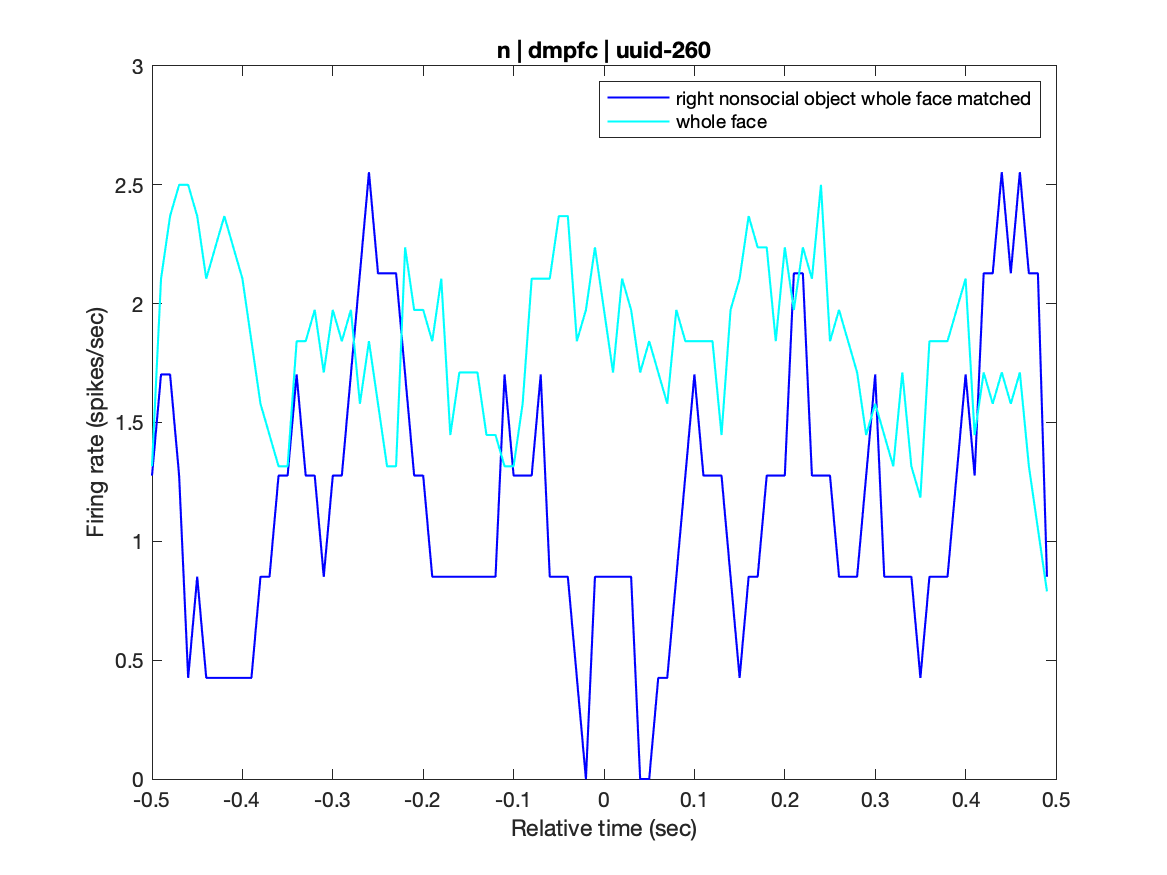 n | dmpfc | uuid-260
right nonsocial object whole face matched
whole face
3
2.5
2
1.5
1
0.5
0
Firing rate (spikes/sec)
-0.5 -0.4 -0.3 -0.2 -0.1 0 0.1 0.2 0.3 0.4 0.5
Relative time (sec)